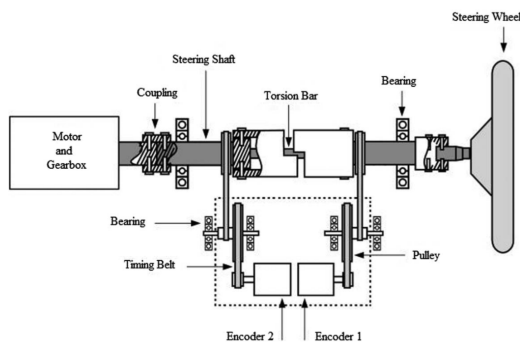 Steering Wheel
Steering Shaft
Bearing
Coupling
Torsion Bar
Motor
and
Gearbox
Bearing
Timing Belt
Pulley
Encoder 2
Encoder 1